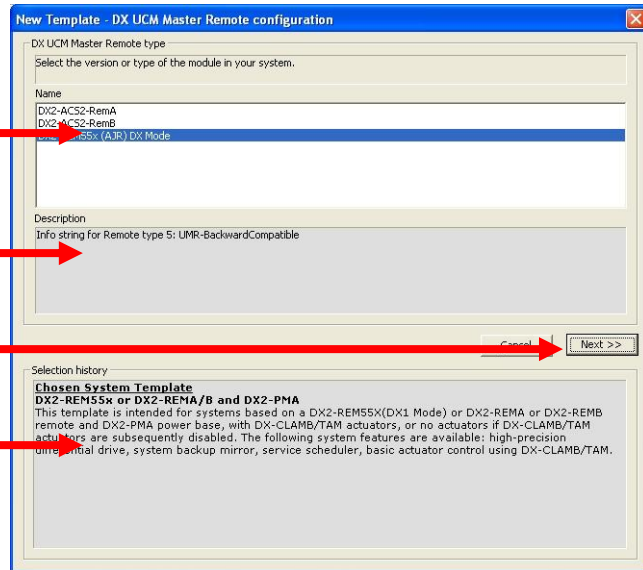 New Template - DX UCM Master Remote configuration
DX UCM Master Remote type
Select the version or type of the module in your system.
Name
DX2-ACS2-RemA
DX2-ACS2-RemB
DX2-REM55x (AJR) DX Mode
Description
Info string for Remote type 5: UMR-BackwardCompatible
Cancel
Next >>
Selection history
Chosen System Template
DX2-REM55x or DX2-REMA/B and DX2-PMA
This template is intended for systems based on a DX2-REM55X(DX1 Mode) or DX2-REMA or DX2-REMB
remote and DX2-PMA power base, with DX-CLAMB/TAM actuators, or no actuators if DX-CLAMB/TAM
actuators are subsequently disabled. The following system features are available: high-precision
differential drive, system backup mirror, service scheduler, basic actuator control using DX-CLAMB/TAM.